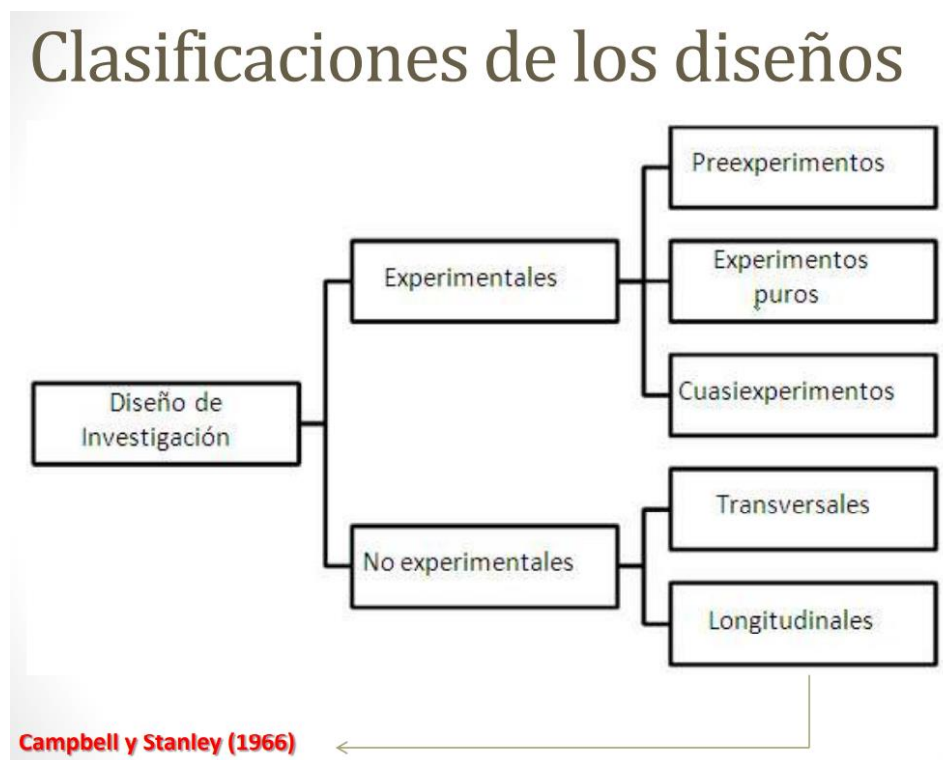 Clasificaciones de los diseños
Preexperimentos
Experimentales
Experimentos
puros
Cuasiexperimentos
Diseño de
Investigación
No experimentales
Transversales
Longitudinales
Campbell y Stanley (1966)